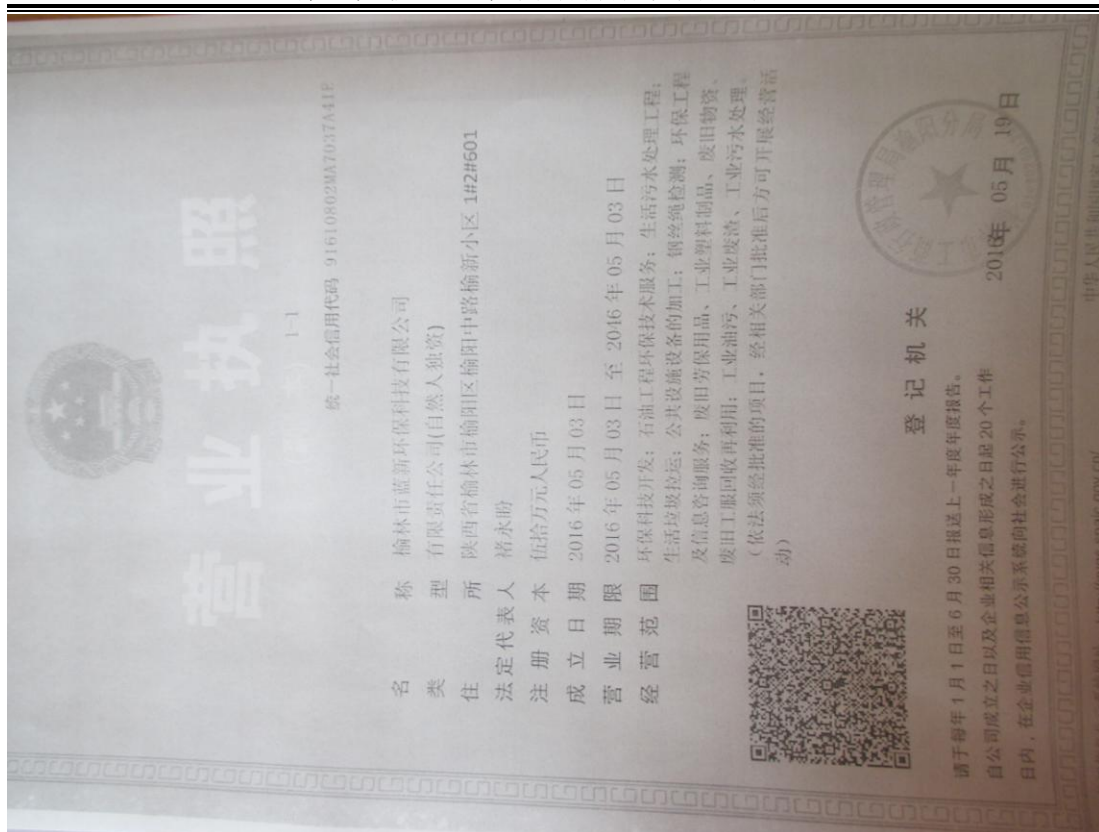 营业执照
1-1
统一社会信用代码 91610802MA7037A41E
名称 榆林市蓝新环保科技有限公司
类型 有限责任公司(自然人独资)
住所 陕西省榆林市榆阳区榆阳中路榆新小区 1#2#601
法定代表人 褚永盼
注册资本 伍拾万元人民币
成立日期 2016年05月03日
营业期限 2016年05月03日 至 2046年05月03日
经营范围 环保科技开发；石油工程环保技术服务；生活污水处理工程；
生活垃圾拉运；公共设施设备的加工；钢丝绳检测；环保工程
及信息咨询服务；废旧劳保用品、工业塑料制品、废旧物资、
废旧工服回收再利用；工业油污、工业废渣、工业污水处理。
（依法须经批准的项目，经相关部门批准后方可开展经营活
动）
登记机关
2016年 05月 19日
请于每年1月1日至6月30日报送上一年度年度报告。
自公司成立之日以及企业相关信息形成之日起20个工作
日内，在企业信用信息公示系统向社会进行公示。